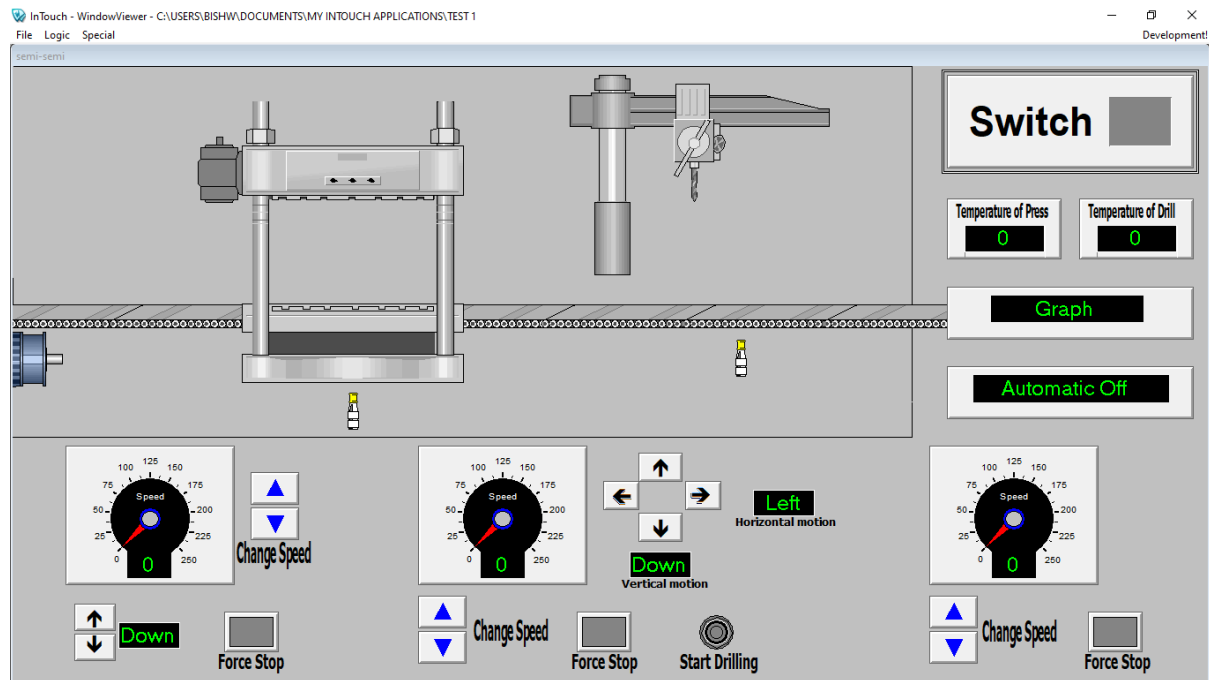 InTouch - WindowViewer - C:\USERS\BISHW\DOCUMENTS\MY INTOUCH APPLICATIONS\TEST 1
File Logic Special
Development!
semi-semi
Switch
Temperature of Press
0
Temperature of Drill
0
Graph
Automatic Off
0 25 50 75 100 125 150 175 200 225 250
Speed
0
Change Speed
Down
Force Stop
0 25 50 75 100 125 150 175 200 225 250
Speed
0
Left
Horizontal motion
Down
Vertical motion
Change Speed
Force Stop
Start Drilling
0 25 50 75 100 125 150 175 200 225 250
Speed
0
Change Speed
Force Stop